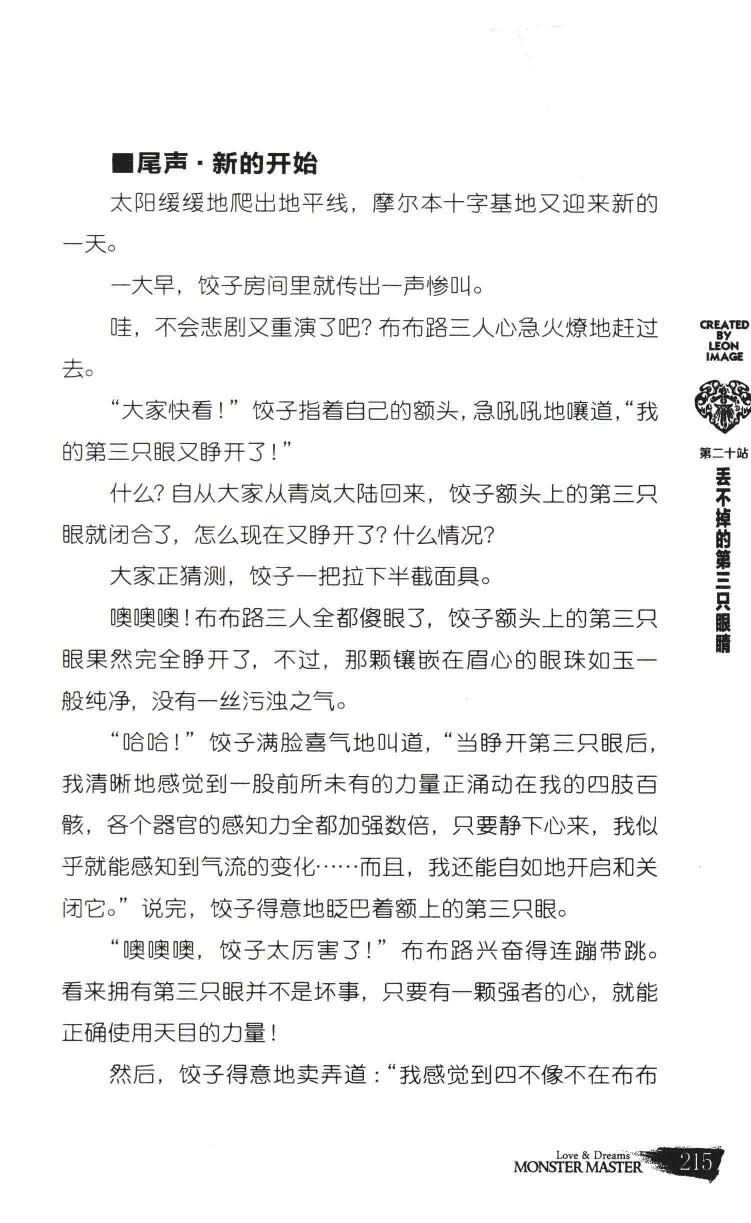 ■尾声·新的开始
太阳缓缓地爬出地平线，摩尔本十字基地又迎来新的
一天。
一大早，饺子房间里就传出一声惨叫。
哇，不会悲剧又重演了吧？布布路三人心急火燎地赶过
去。
“大家快看！”饺子指着自己的额头，急吼吼地嚷道，“我
的第三只眼又睁开了！”
什么？自从大家从青岚大陆回来，饺子额头上的第三只
眼就闭合了，怎么现在又睁开了？什么情况？
大家正猜测，饺子一把拉下半截面具。
噢噢噢！布布路三人全都傻眼了，饺子额头上的第三只
眼果然完全睁开了，不过，那颗镶嵌在眉心的眼珠如玉一
般纯净，没有一丝污浊之气。
“哈哈！”饺子满脸喜气地叫道，“当睁开第三只眼后，
我清晰地感觉到一股前所未有的力量正涌动在我的四肢百
骸，各个器官的感知力全都加强数倍，只要静下心来，我似
乎就能感知到气流的变化……而且，我还能自如地开启和关
闭它。”说完，饺子得意地眨巴着额上的第三只眼。
“噢噢噢，饺子太厉害了！”布布路兴奋得连蹦带跳。
看来拥有第三只眼并不是坏事，只要有一颗强者的心，就能
正确使用天目的力量！
然后，饺子得意地卖弄道：“我感觉到四不像不在布布
CREATED
BY
LEON
IMAGE
第二十站
丢不掉的第三只眼睛
Love & Dreams
MONSTER MASTER
215